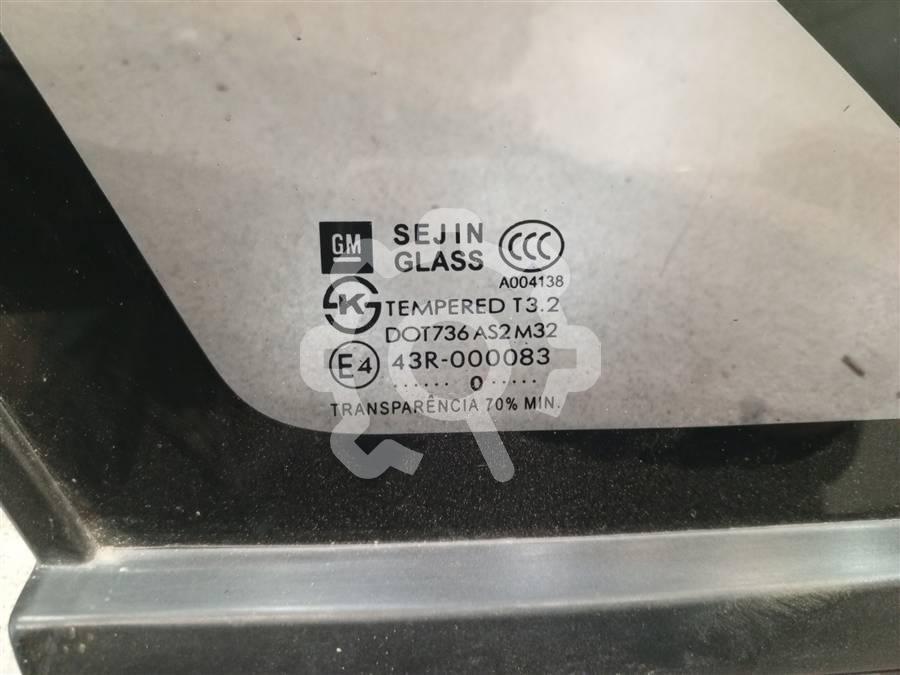 GM SEJIN GLASS CCC
A004138
K TEMPERED T3.2
DOT736 AS2 M32
E4 43R-000083
...... 0 ......
TRANSPARÊNCIA 70% MIN.